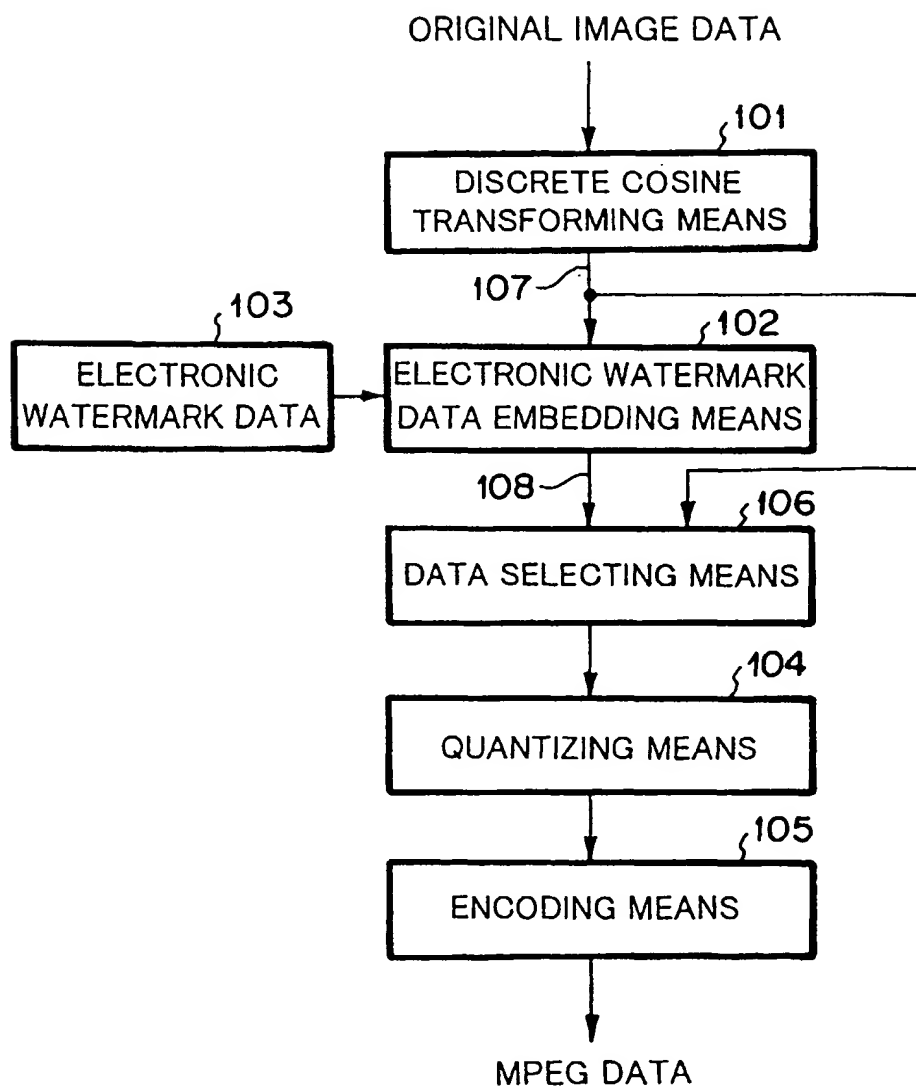 ORIGINAL IMAGE DATA
101
DISCRETE COSINE
TRANSFORMING MEANS
107
103
102
ELECTRONIC
WATERMARK DATA
ELECTRONIC WATERMARK
DATA EMBEDDING MEANS
108
106
DATA SELECTING MEANS
104
QUANTIZING MEANS
105
ENCODING MEANS
MPEG DATA